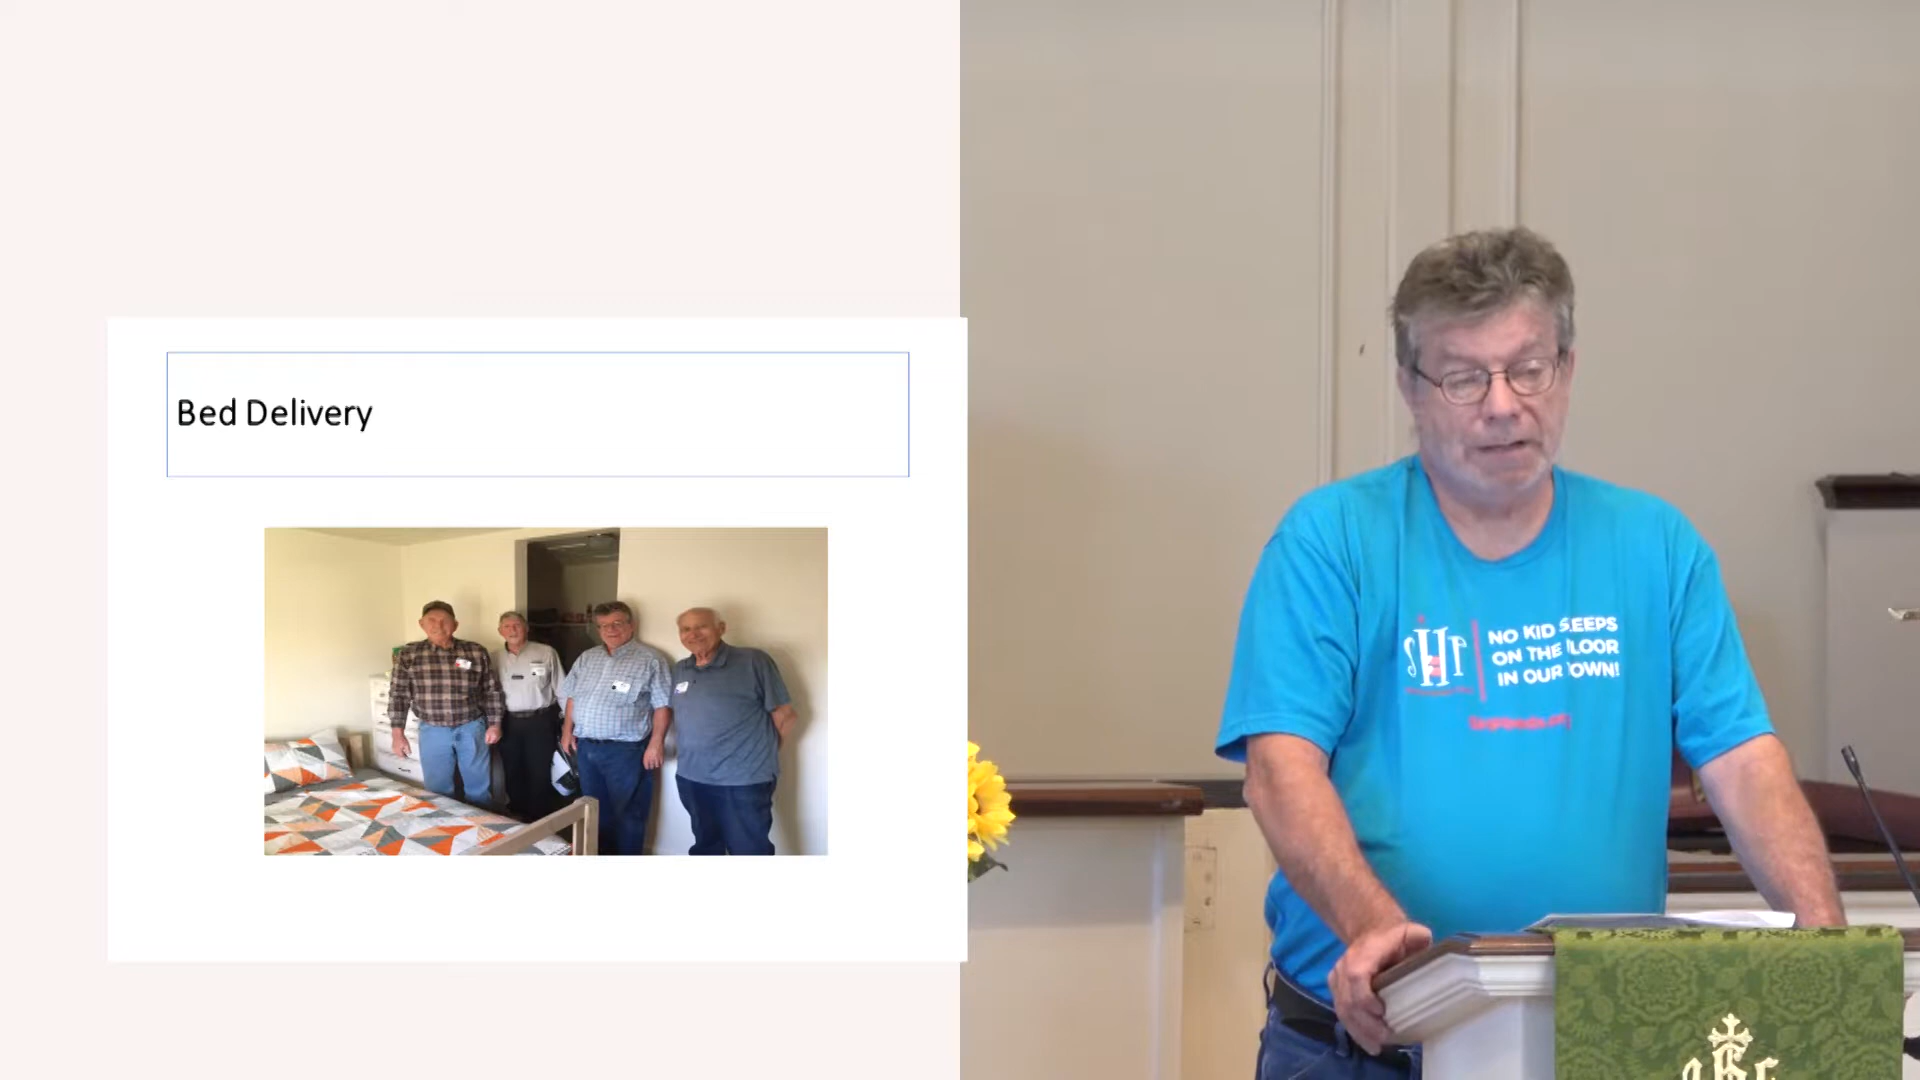 Bed Delivery
SHP
NO KID SLEEPS
ON THE FLOOR
IN OUR TOWN!